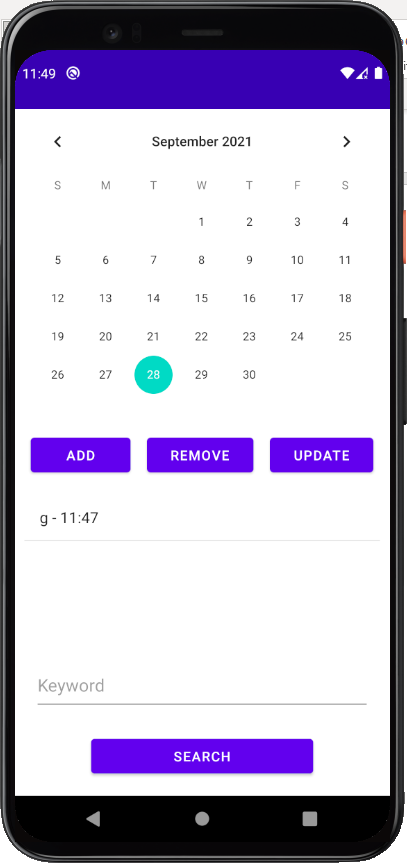 11:49
September 2021
S M T W T F S
1 2 3 4
5 6 7 8 9 10 11
12 13 14 15 16 17 18
19 20 21 22 23 24 25
26 27 28 29 30
ADD REMOVE UPDATE
g - 11:47
Keyword
SEARCH